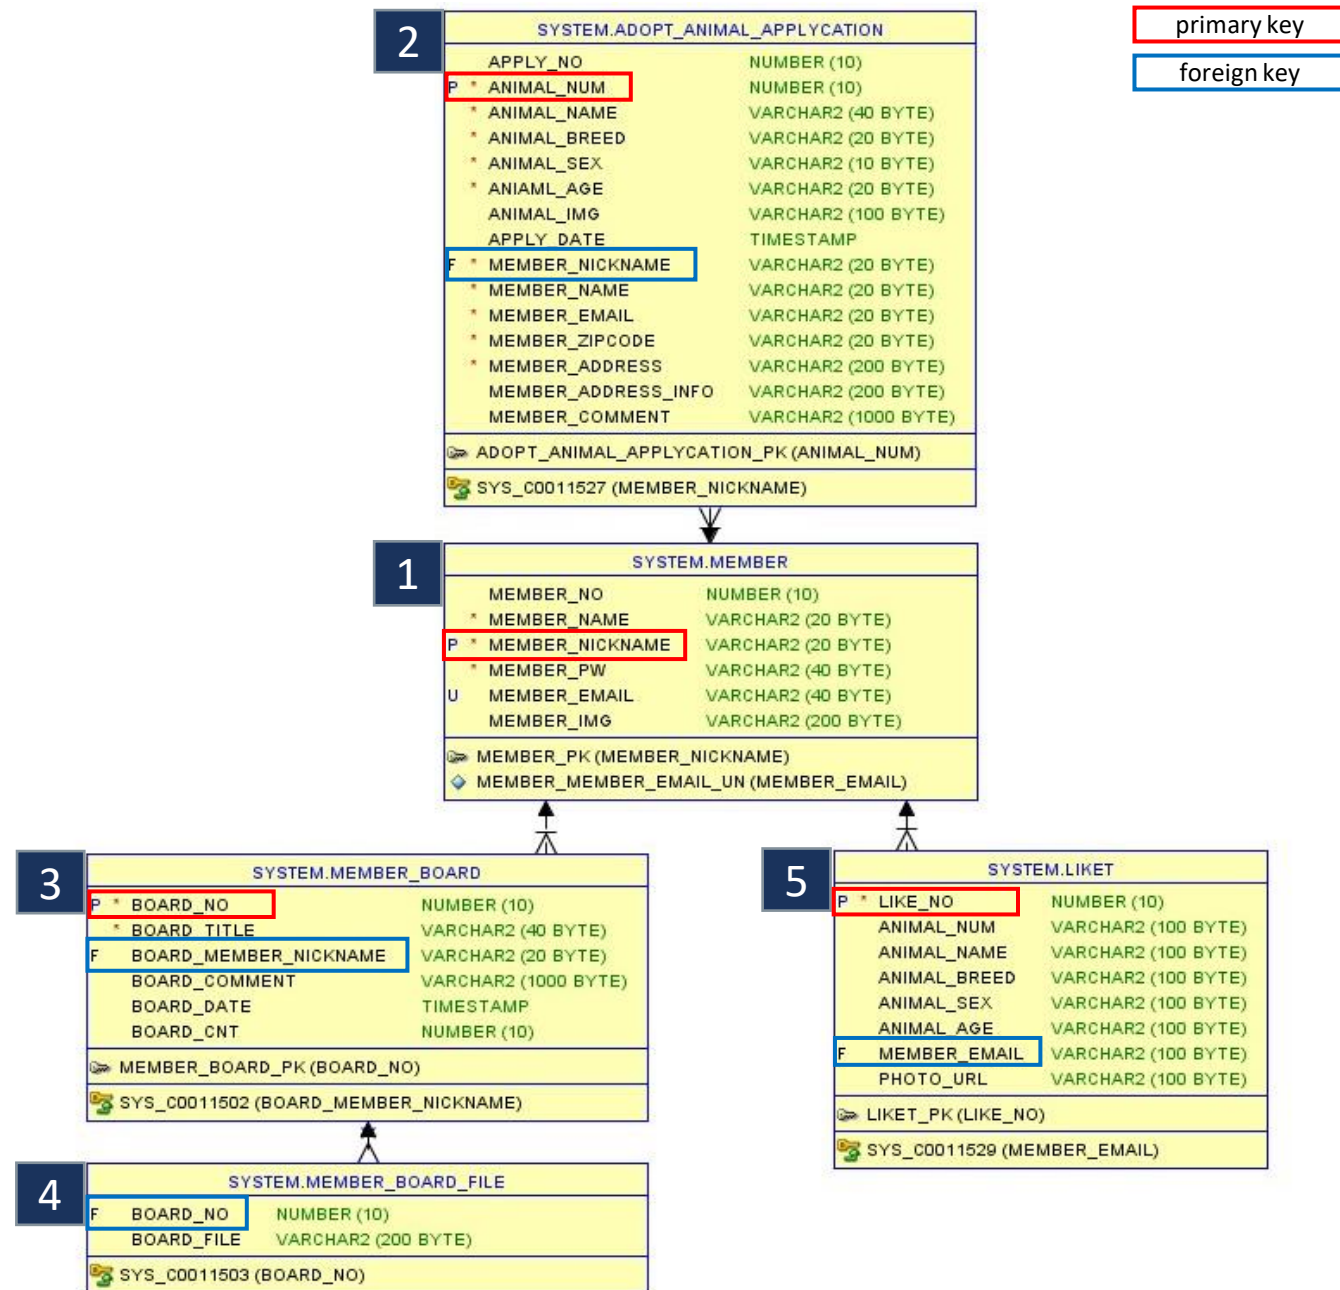 primary key
foreign key
2
SYSTEM.ADOPT_ANIMAL_APPLYCATION
APPLY_NO NUMBER (10)
P * ANIMAL_NUM NUMBER (10)
* ANIMAL_NAME VARCHAR2 (40 BYTE)
* ANIMAL_BREED VARCHAR2 (20 BYTE)
* ANIMAL_SEX VARCHAR2 (10 BYTE)
* ANIAML_AGE VARCHAR2 (20 BYTE)
ANIMAL_IMG VARCHAR2 (100 BYTE)
APPLY_DATE TIMESTAMP
F * MEMBER_NICKNAME VARCHAR2 (20 BYTE)
* MEMBER_NAME VARCHAR2 (20 BYTE)
* MEMBER_EMAIL VARCHAR2 (20 BYTE)
* MEMBER_ZIPCODE VARCHAR2 (20 BYTE)
* MEMBER_ADDRESS VARCHAR2 (200 BYTE)
MEMBER_ADDRESS_INFO VARCHAR2 (200 BYTE)
MEMBER_COMMENT VARCHAR2 (1000 BYTE)
ADOPT_ANIMAL_APPLYCATION_PK (ANIMAL_NUM)
SYS_C0011527 (MEMBER_NICKNAME)
1
SYSTEM.MEMBER
MEMBER_NO NUMBER (10)
* MEMBER_NAME VARCHAR2 (20 BYTE)
P * MEMBER_NICKNAME VARCHAR2 (20 BYTE)
* MEMBER_PW VARCHAR2 (40 BYTE)
U MEMBER_EMAIL VARCHAR2 (40 BYTE)
MEMBER_IMG VARCHAR2 (200 BYTE)
MEMBER_PK (MEMBER_NICKNAME)
MEMBER_MEMBER_EMAIL_UN (MEMBER_EMAIL)
3
SYSTEM.MEMBER_BOARD
P * BOARD_NO NUMBER (10)
* BOARD_TITLE VARCHAR2 (40 BYTE)
F BOARD_MEMBER_NICKNAME VARCHAR2 (20 BYTE)
BOARD_COMMENT VARCHAR2 (1000 BYTE)
BOARD_DATE TIMESTAMP
BOARD_CNT NUMBER (10)
MEMBER_BOARD_PK (BOARD_NO)
SYS_C0011502 (BOARD_MEMBER_NICKNAME)
5
SYSTEM.LIKET
P * LIKE_NO NUMBER (10)
ANIMAL_NUM VARCHAR2 (100 BYTE)
ANIMAL_NAME VARCHAR2 (100 BYTE)
ANIMAL_BREED VARCHAR2 (100 BYTE)
ANIMAL_SEX VARCHAR2 (100 BYTE)
ANIMAL_AGE VARCHAR2 (100 BYTE)
F MEMBER_EMAIL VARCHAR2 (100 BYTE)
PHOTO_URL VARCHAR2 (100 BYTE)
LIKET_PK (LIKE_NO)
SYS_C0011529 (MEMBER_EMAIL)
4
SYSTEM.MEMBER_BOARD_FILE
F BOARD_NO NUMBER (10)
BOARD_FILE VARCHAR2 (200 BYTE)
SYS_C0011503 (BOARD_NO)